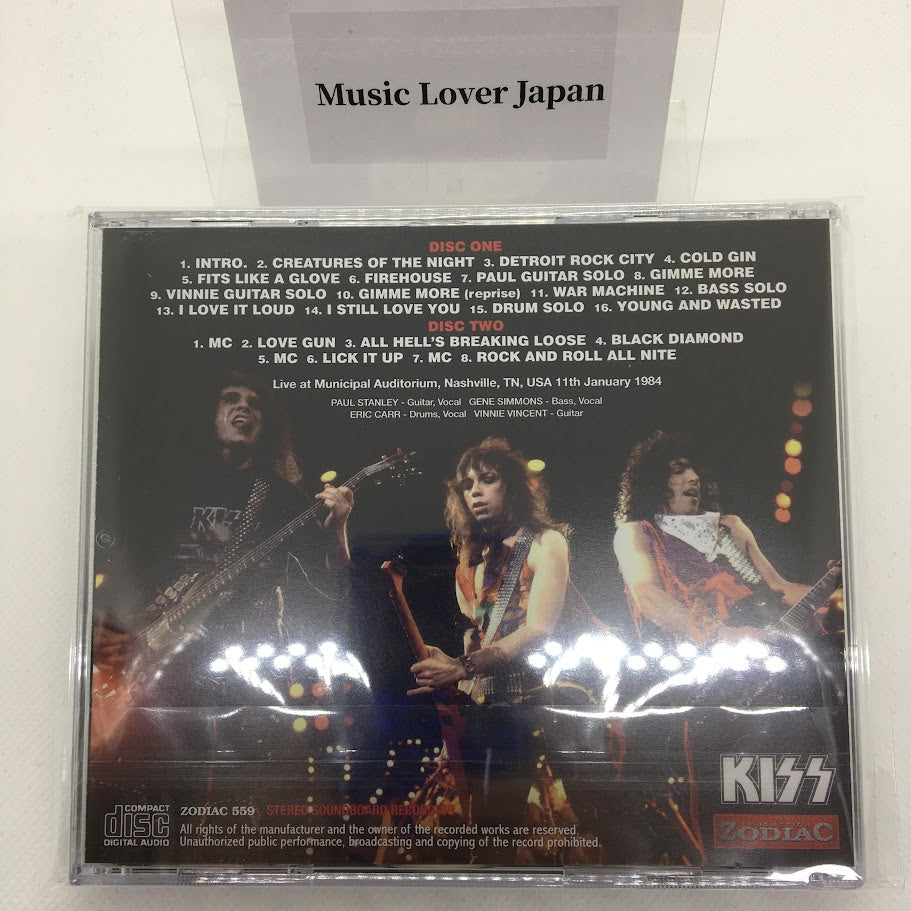 Music Lover Japan
DISC ONE
1. INTRO. 2. CREATURES OF THE NIGHT 3. DETROIT ROCK CITY 4. COLD GIN
5. FITS LIKE A GLOVE 6. FIREHOUSE 7. PAUL GUITAR SOLO 8. GIMME MORE
9. VINNIE GUITAR SOLO 10. GIMME MORE (reprise) 11. WAR MACHINE 12. BASS SOLO
13. I LOVE IT LOUD 14. I STILL LOVE YOU 15. DRUM SOLO 16. YOUNG AND WASTED
DISC TWO
1. MC 2. LOVE GUN 3. ALL HELL'S BREAKING LOOSE 4. BLACK DIAMOND
5. MC 6. LICK IT UP 7. MC 8. ROCK AND ROLL ALL NITE
Live at Municipal Auditorium, Nashville, TN, USA 11th January 1984
PAUL STANLEY - Guitar, Vocal GENE SIMMONS - Bass, Vocal
ERIC CARR - Drums, Vocal VINNIE VINCENT - Guitar
KISS
KISS
COMPACT
disc
DIGITAL AUDIO
ZODIAC 559 STEREO SOUNDBOARD RECORDING
All rights of the manufacturer and the owner of the recorded works are reserved.
Unauthorized public performance, broadcasting and copying of the record prohibited.
ZODIAC